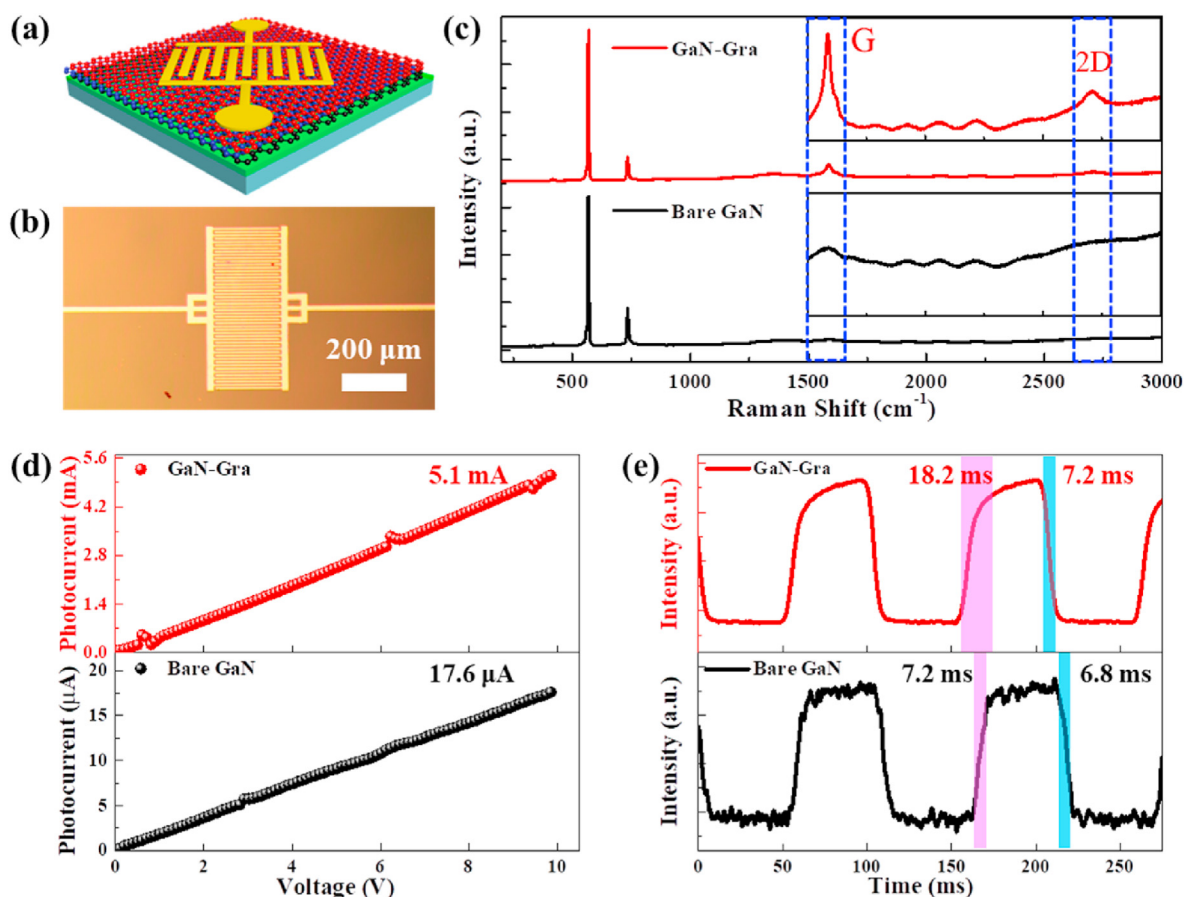 (a)
(b)
200 μm
(c)
GaN-Gra
G
2D
Bare GaN
Intensity (a.u.)
500 1000 1500 2000 2500 3000
Raman Shift (cm⁻¹)
(d)
GaN-Gra
5.1 mA
5.6
4.2
2.8
1.4
0.0
Photocurrent (mA)
Bare GaN
17.6 μA
20
15
10
5
0
Photocurrent (μA)
0 2 4 6 8 10
Voltage (V)
(e)
GaN-Gra
18.2 ms
7.2 ms
Intensity (a.u.)
Bare GaN
7.2 ms
6.8 ms
Intensity (a.u.)
0 50 100 150 200 250
Time (ms)